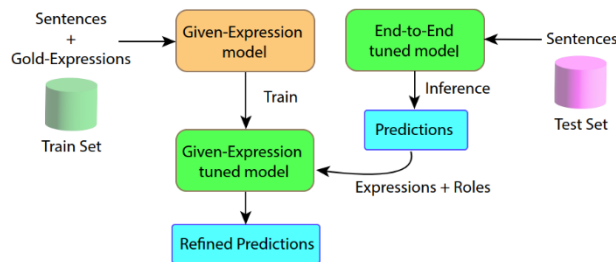 Sentences
+
Gold-Expressions
Train Set
Given-Expression
model
Train
Given-Expression
tuned model
Refined Predictions
End-to-End
tuned model
Inference
Predictions
Expressions + Roles
Sentences
Test Set